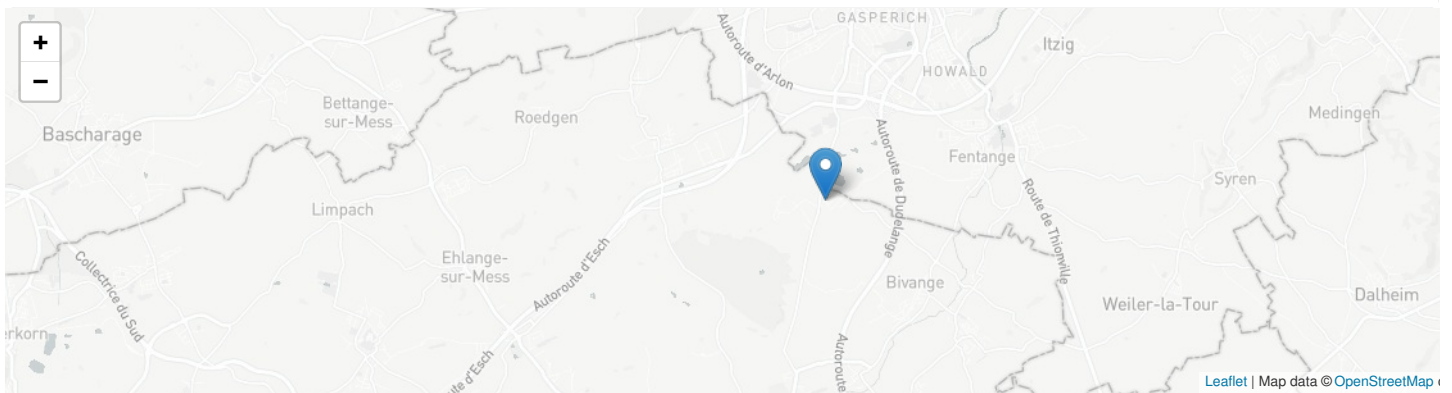 +
−
GASPERICH
Itzig
Autoroute d'Arlon
HOWALD
Bettange-
sur-Mess
Roedgen
Medingen
Bascharage
Autoroute de Dudelange
Fentange
Syren
Route de Thionville
Limpach
Collectrice du Sud
Ehlange-
sur-Mess
Autoroute d'Esch
Bivange
Weiler-la-Tour
Dalheim
erkorn
Autoroute
ute d'Esch
Leaflet | Map data © OpenStreetMap